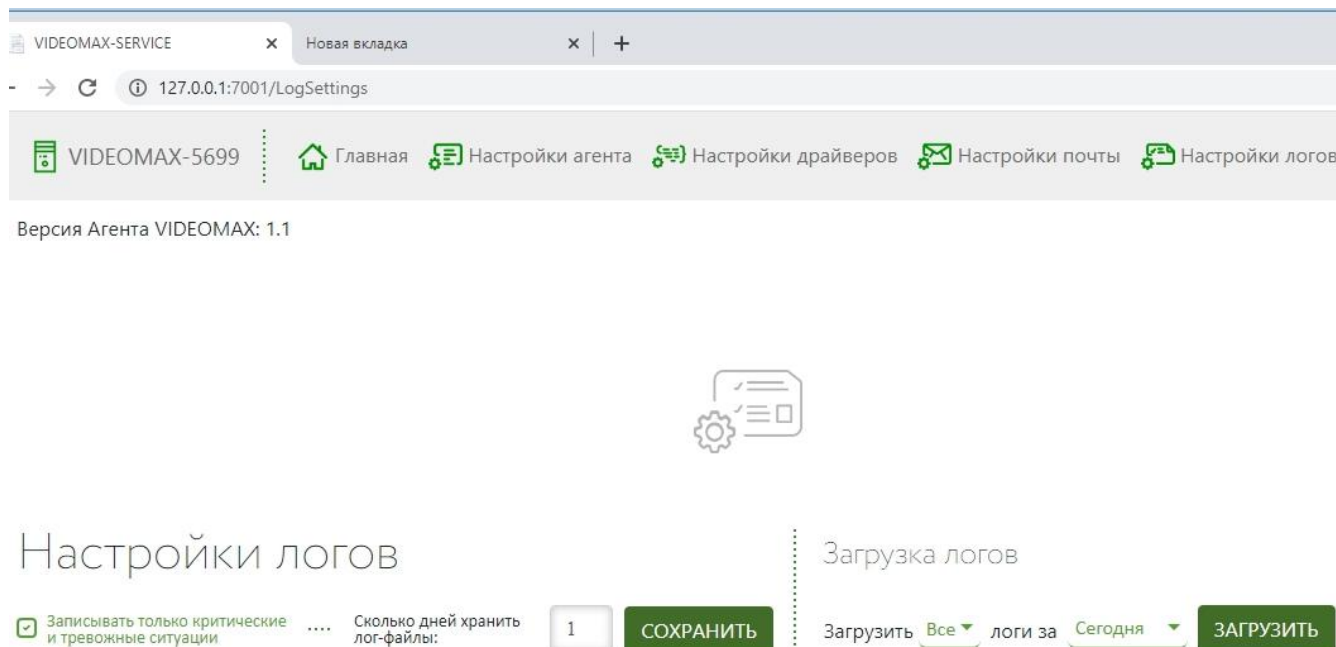 VIDEOMAX-SERVICE Новая вкладка
127.0.0.1:7001/LogSettings
VIDEOMAX-5699 Главная Настройки агента Настройки драйверов Настройки почты Настройки логов
Версия Агента VIDEOMAX: 1.1
Настройки логов
Записывать только критические
и тревожные ситуации
Сколько дней хранить
лог-файлы:
1 СОХРАНИТЬ
Загрузка логов
Загрузить Все логи за Сегодня ЗАГРУЗИТЬ